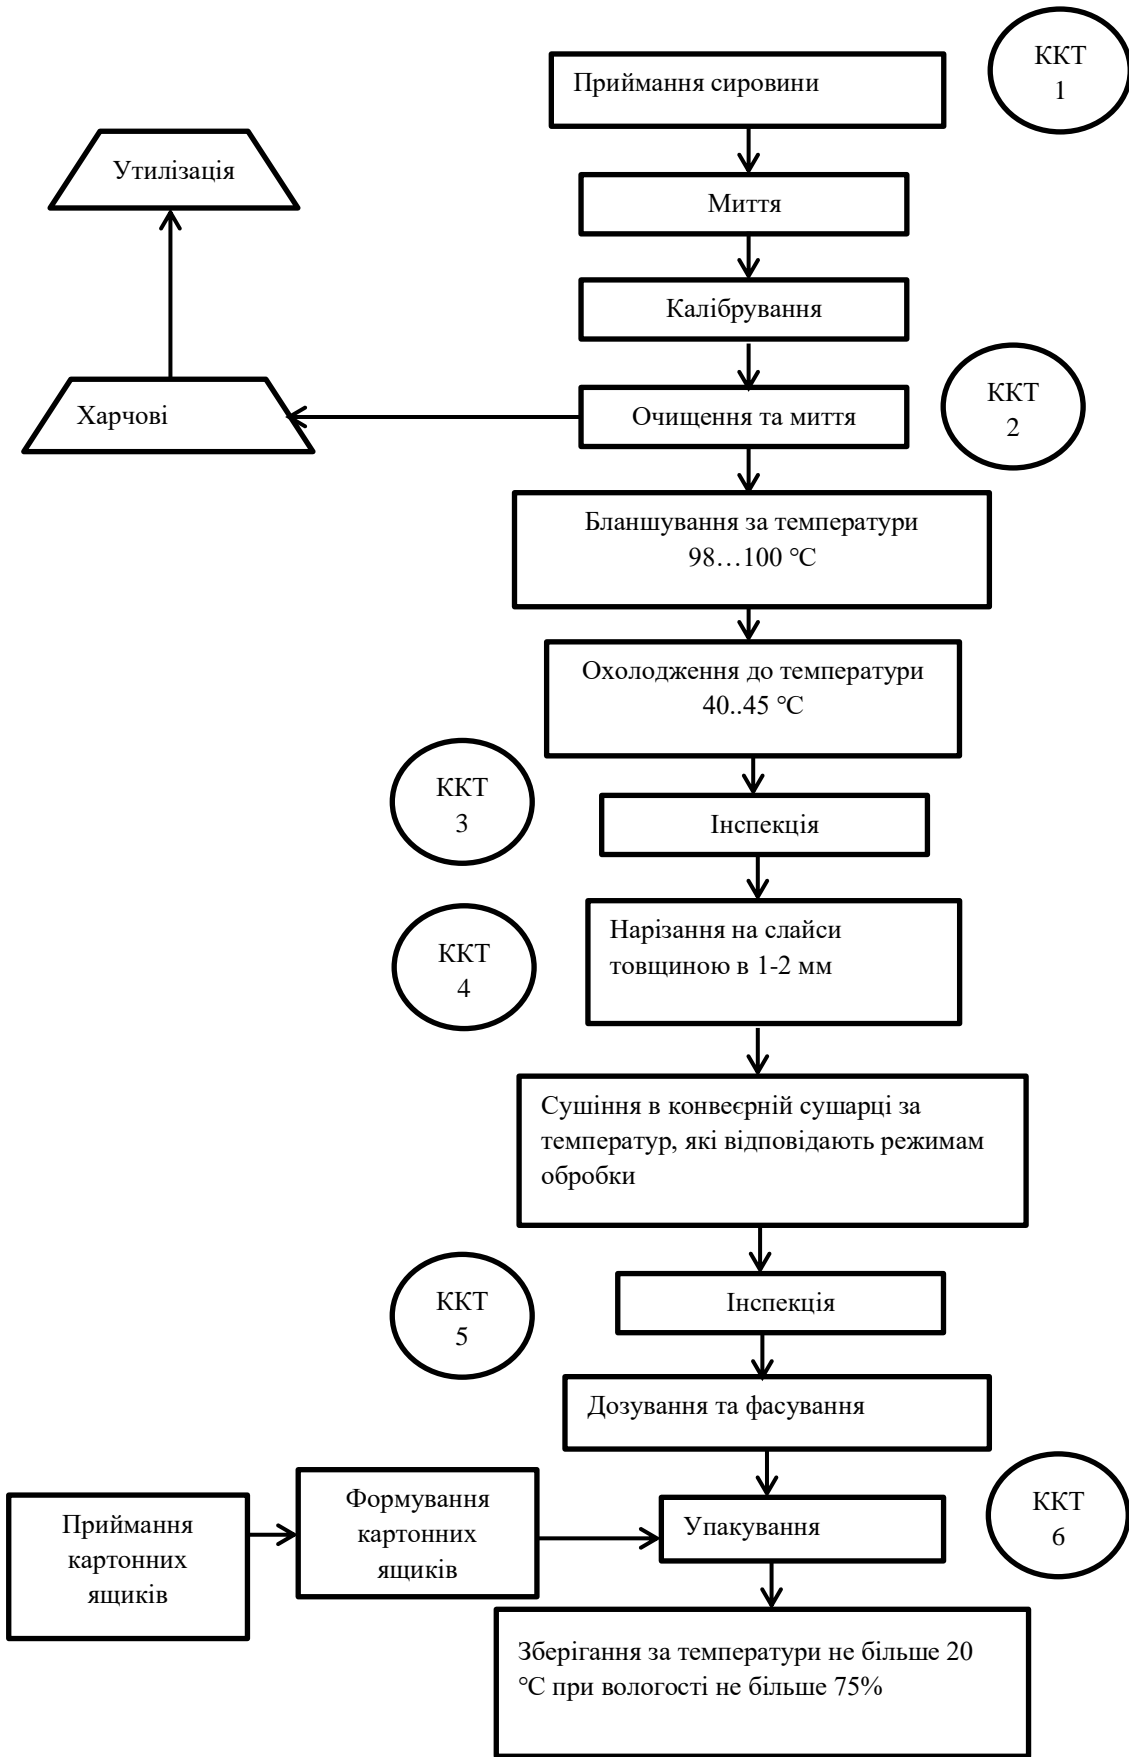 ККТ
1
Приймання сировини
Утилізація
Миття
Калібрування
ККТ
2
Харчові
Очищення та миття
Бланшування за температури
98…100 ℃
Охолодження до температури
40..45 ℃
ККТ
3
Інспекція
ККТ
4
Нарізання на слайси
товщиною в 1-2 мм
Сушіння в конвеєрній сушарці за
температур, які відповідають режимам
обробки
ККТ
5
Інспекція
Дозування та фасування
Приймання
картонних
ящиків
Формування
картонних
ящиків
Упакування
ККТ
6
Зберігання за температури не більше 20
℃ при вологості не більше 75%